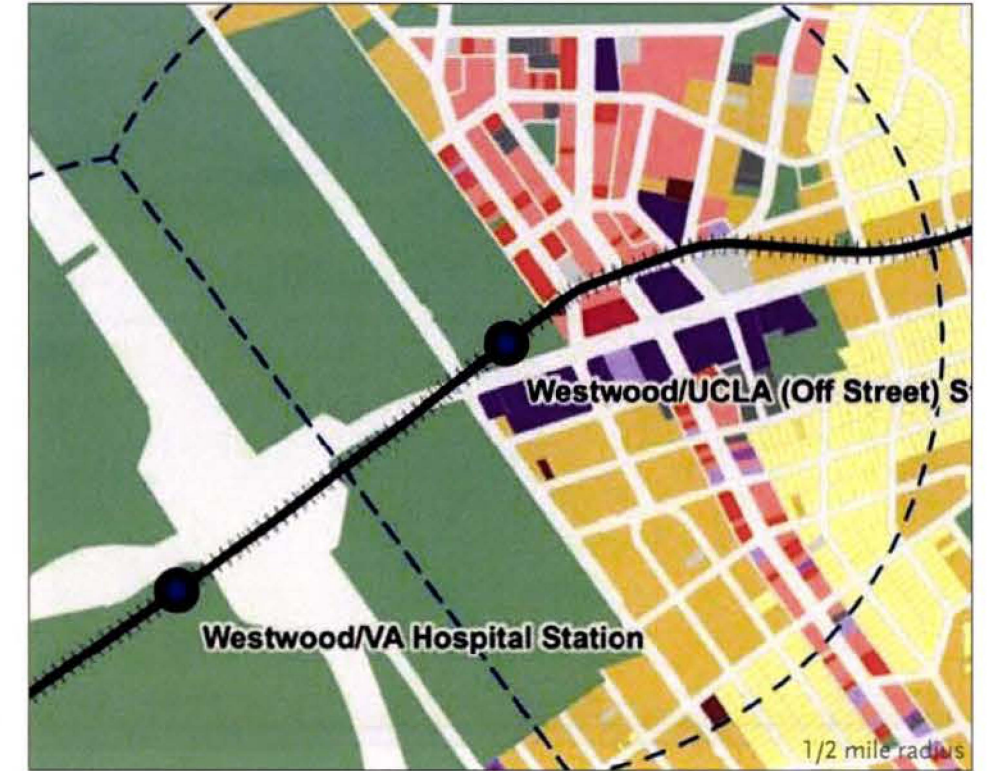 Westwood/UCLA (Off Street) S
Westwood/VA Hospital Station
1/2 mile radius